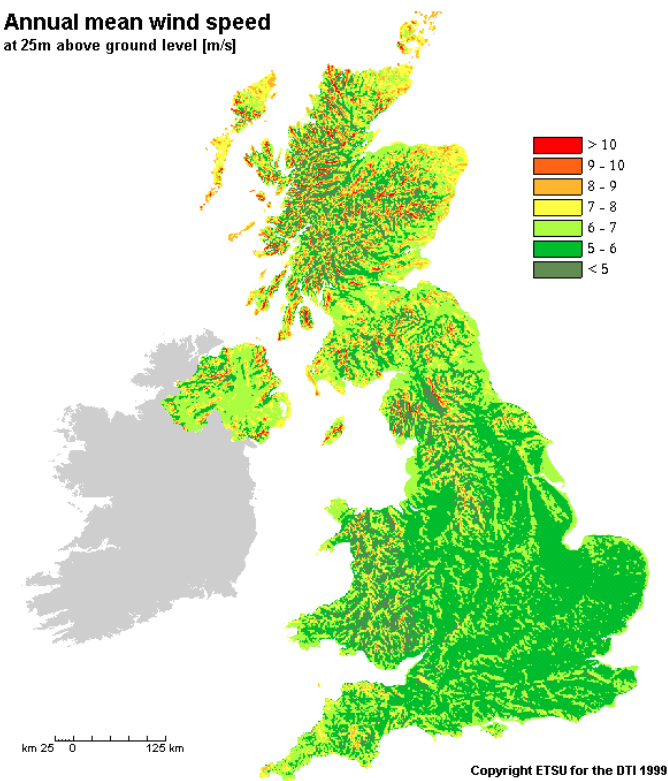 Annual mean wind speed
at 25m above ground level [m/s]
> 10
9 - 10
8 - 9
7 - 8
6 - 7
5 - 6
< 5
km 25 0 125 km
Copyright ETSU for the DTI 1999